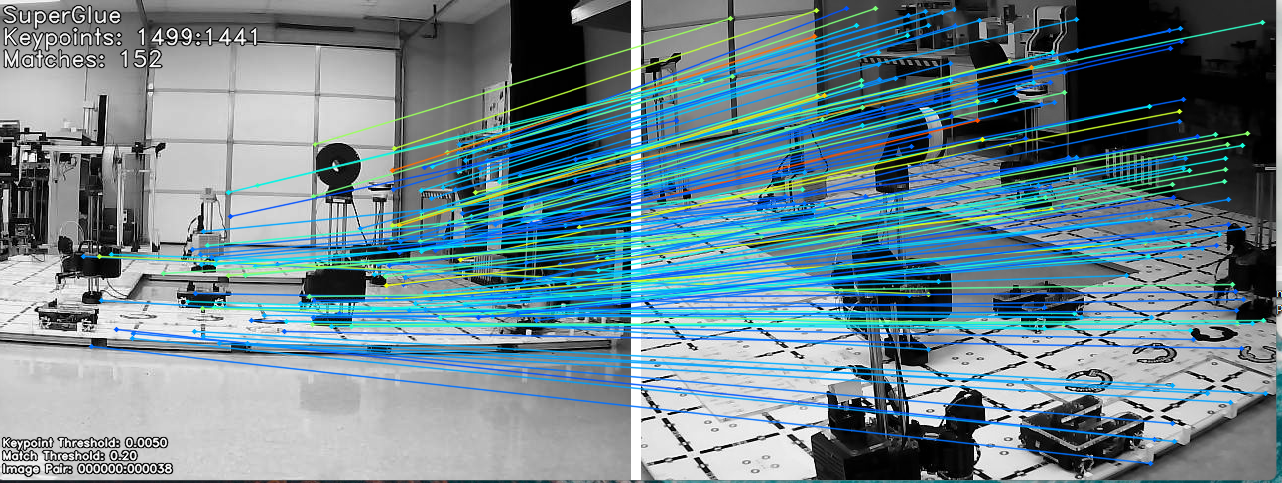 SuperGlue
Keypoints: 1499:1441
Matches: 152
Keypoint Threshold: 0.0050
Match Threshold: 0.20
Image Pair: 000000:000038